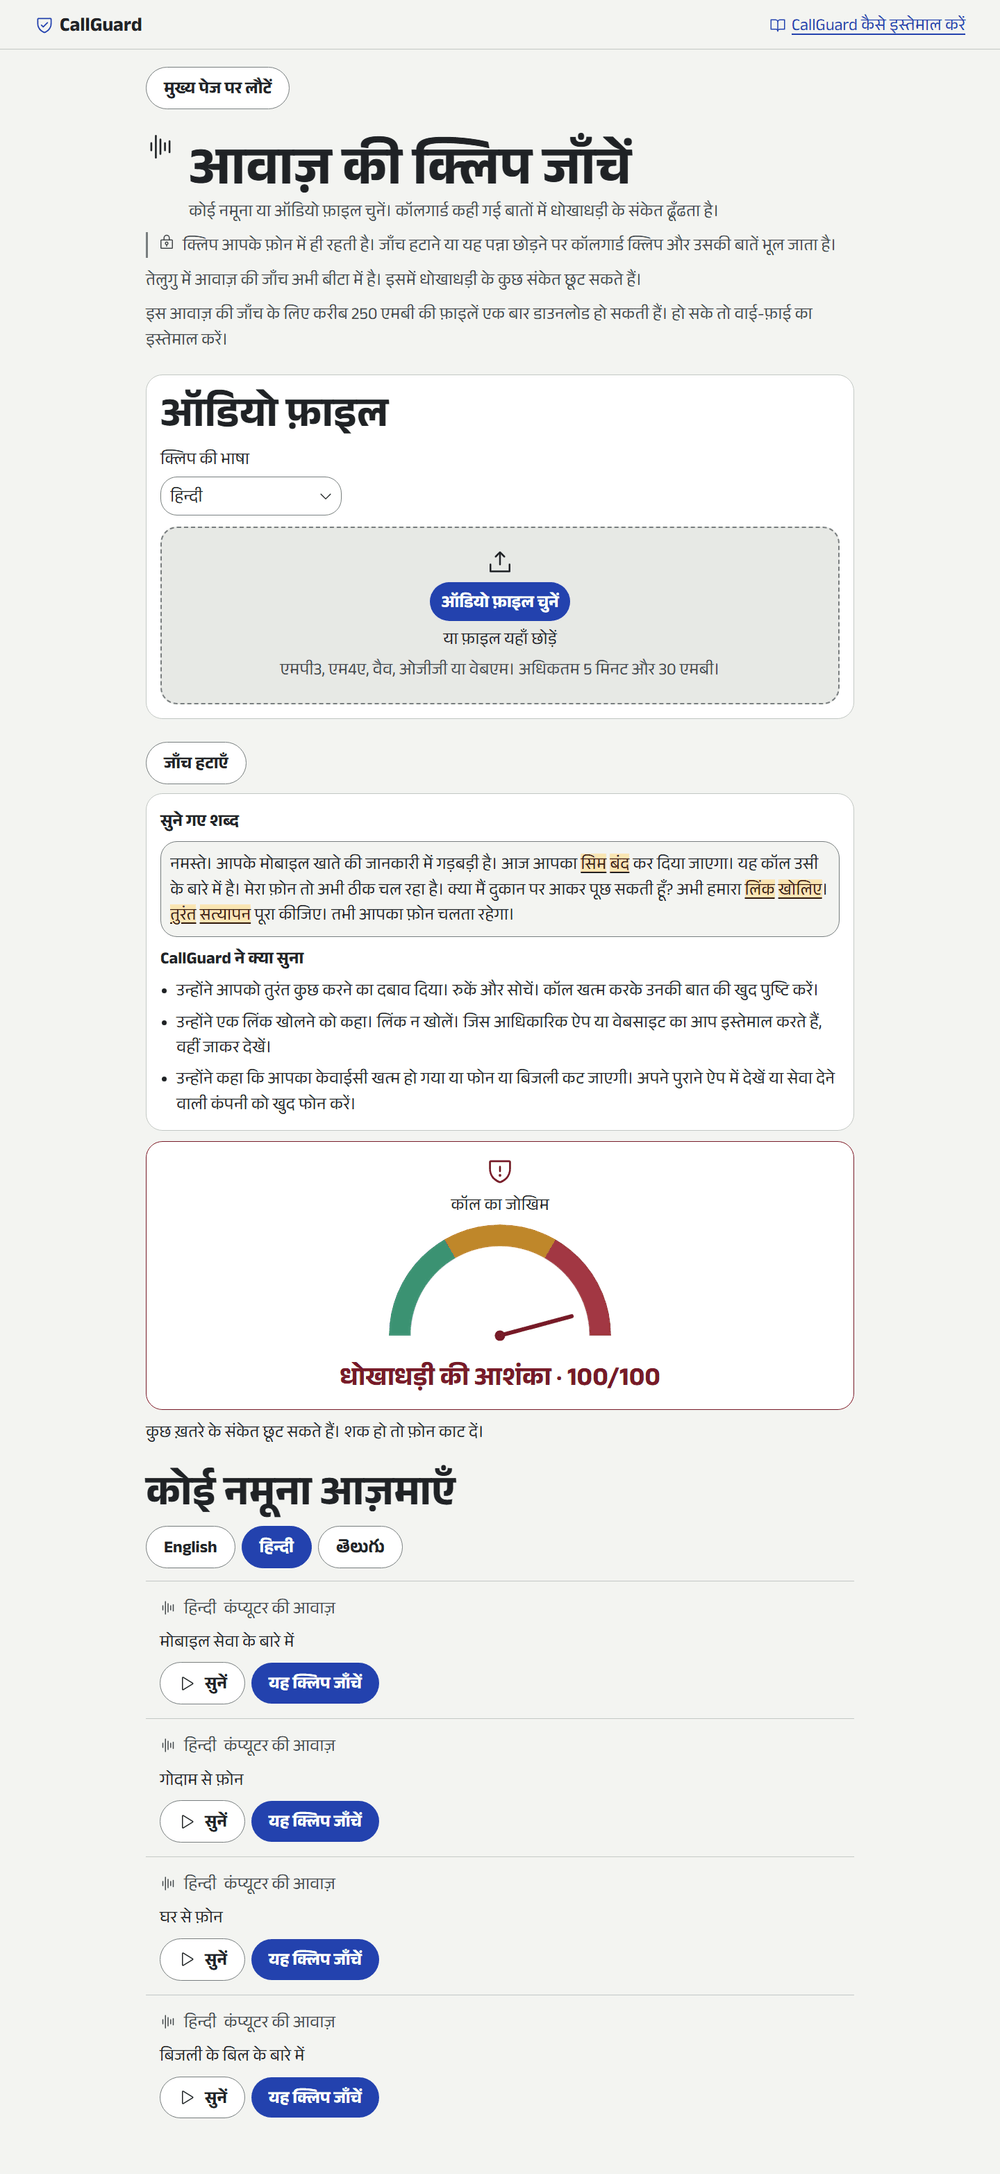 CallGuard
CallGuard कैसे इस्तेमाल करें
मुख्य पेज पर लौटें
आवाज़ की क्लिप जाँचें
कोई नमूना या ऑडियो फ़ाइल चुनें। कॉलगार्ड कही गई बातों में धोखाधड़ी के संकेत ढूँढता है।
क्लिप आपके फ़ोन में ही रहती है। जाँच हटाने या यह पन्ना छोड़ने पर कॉलगार्ड क्लिप और उसकी बातें भूल जाता है।
तेलुगु में आवाज़ की जाँच अभी बीटा में है। इसमें धोखाधड़ी के कुछ संकेत छूट सकते हैं।
इस आवाज़ की जाँच के लिए करीब 250 एमबी की फ़ाइलें एक बार डाउनलोड हो सकती हैं। हो सके तो वाई-फ़ाई का
इस्तेमाल करें।
ऑडियो फ़ाइल
क्लिप की भाषा
हिन्दी
ऑडियो फ़ाइल चुनें
या फ़ाइल यहाँ छोड़ें
एमपी3, एम4ए, वैव, ओजीजी या वेबएम। अधिकतम 5 मिनट और 30 एमबी।
जाँच हटाएँ
सुने गए शब्द
नमस्ते। आपके मोबाइल खाते की जानकारी में गड़बड़ी है। आज आपका सिम बंद कर दिया जाएगा। यह कॉल उसी
के बारे में है। मेरा फ़ोन तो अभी ठीक चल रहा है। क्या मैं दुकान पर आकर पूछ सकती हूँ? अभी हमारा लिंक खोलिए।
तुरंत सत्यापन पूरा कीजिए। तभी आपका फ़ोन चलता रहेगा।
CallGuard ने क्या सुना
• उन्होंने आपको तुरंत कुछ करने का दबाव दिया। रुकें और सोचें। कॉल खत्म करके उनकी बात की खुद पुष्टि करें।
• उन्होंने एक लिंक खोलने को कहा। लिंक न खोलें। जिस आधिकारिक ऐप या वेबसाइट का आप इस्तेमाल करते हैं,
वहीं जाकर देखें।
• उन्होंने कहा कि आपका केवाईसी खत्म हो गया या फोन या बिजली कट जाएगी। अपने पुराने ऐप में देखें या सेवा देने
वाली कंपनी को खुद फोन करें।
कॉल का जोखिम
धोखाधड़ी की आशंका · 100/100
कुछ ख़तरे के संकेत छूट सकते हैं। शक हो तो फ़ोन काट दें।
कोई नमूना आज़माएँ
English हिन्दी తెలుగు
हिन्दी कंप्यूटर की आवाज़
मोबाइल सेवा के बारे में
सुनें यह क्लिप जाँचें
हिन्दी कंप्यूटर की आवाज़
गोदाम से फ़ोन
सुनें यह क्लिप जाँचें
हिन्दी कंप्यूटर की आवाज़
घर से फ़ोन
सुनें यह क्लिप जाँचें
हिन्दी कंप्यूटर की आवाज़
बिजली के बिल के बारे में
सुनें यह क्लिप जाँचें